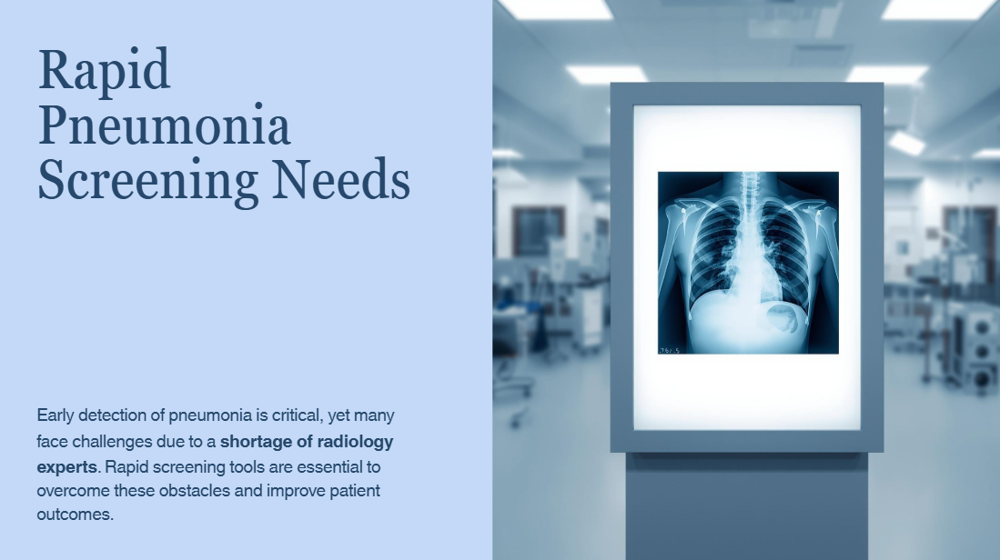 Rapid
Pneumonia
Screening Needs
Early detection of pneumonia is critical, yet many
face challenges due to a shortage of radiology
experts. Rapid screening tools are essential to
overcome these obstacles and improve patient
outcomes.